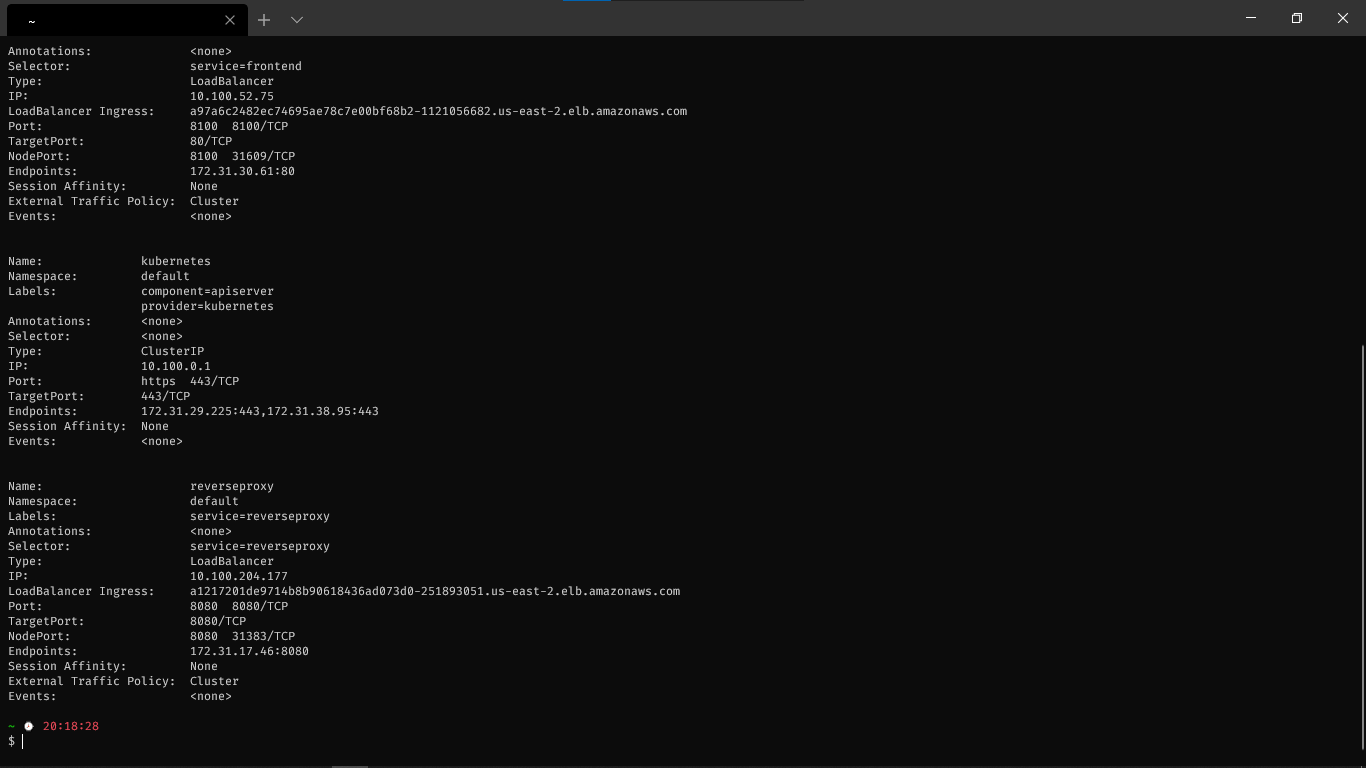 ~
Annotations:              <none>
Selector:                 service=frontend
Type:                     LoadBalancer
IP:                       10.100.52.75
LoadBalancer Ingress:     a97a6c2482ec74695ae78c7e00bf68b2-1121056682.us-east-2.elb.amazonaws.com
Port:                     8100  8100/TCP
TargetPort:               80/TCP
NodePort:                 8100  31609/TCP
Endpoints:                172.31.30.61:80
Session Affinity:         None
External Traffic Policy:  Cluster
Events:                   <none>
Name:              kubernetes
Namespace:         default
Labels:            component=apiserver
                   provider=kubernetes
Annotations:       <none>
Selector:          <none>
Type:              ClusterIP
IP:                10.100.0.1
Port:              https  443/TCP
TargetPort:        443/TCP
Endpoints:         172.31.29.225:443,172.31.38.95:443
Session Affinity:  None
Events:            <none>
Name:                     reverseproxy
Namespace:                default
Labels:                   service=reverseproxy
Annotations:              <none>
Selector:                 service=reverseproxy
Type:                     LoadBalancer
IP:                       10.100.204.177
LoadBalancer Ingress:     a1217201de9714b8b90618436ad073d0-251893051.us-east-2.elb.amazonaws.com
Port:                     8080  8080/TCP
TargetPort:               8080/TCP
NodePort:                 8080  31383/TCP
Endpoints:                172.31.17.46:8080
Session Affinity:         None
External Traffic Policy:  Cluster
Events:                   <none>
~ 20:18:28
$